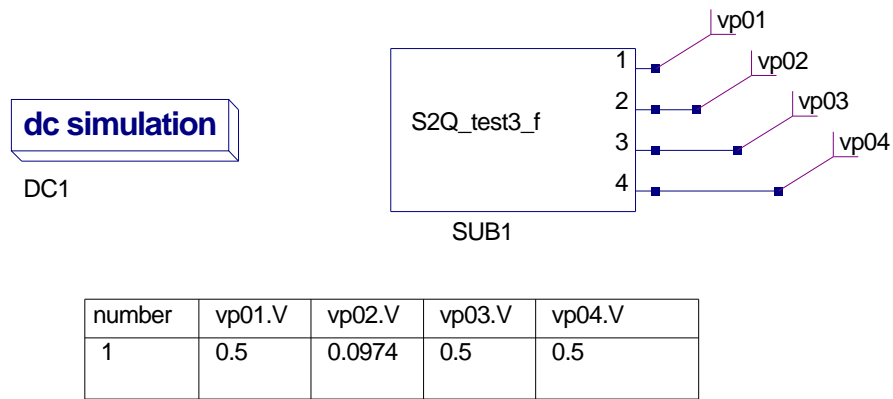 vp01
1
vp02
2
S2Q_test3_f
vp03
dc simulation
3
vp04
4
DC1
SUB1
number vp01.V vp02.V vp03.V vp04.V
1 0.5 0.0974 0.5 0.5